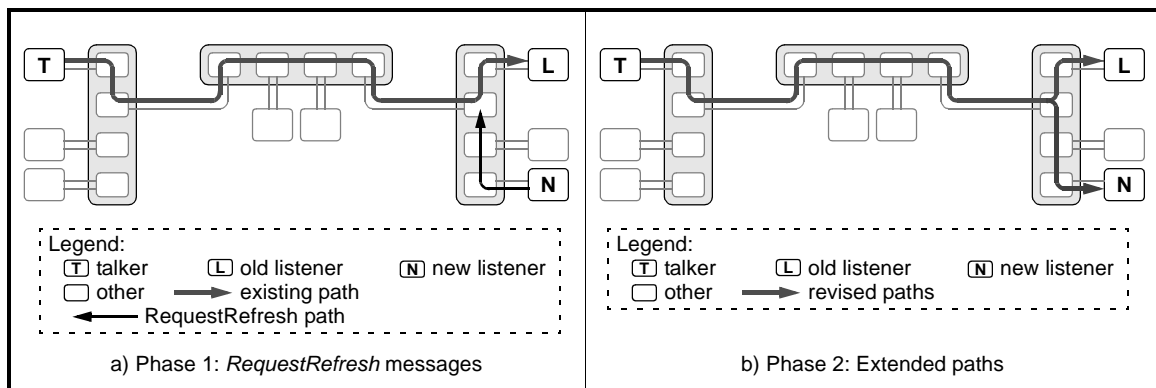 T
L
N
Legend:
T talker L old listener N new listener
other existing path
RequestRefresh path
a) Phase 1: RequestRefresh messages
T
L
N
Legend:
T talker L old listener N new listener
other revised paths
b) Phase 2: Extended paths